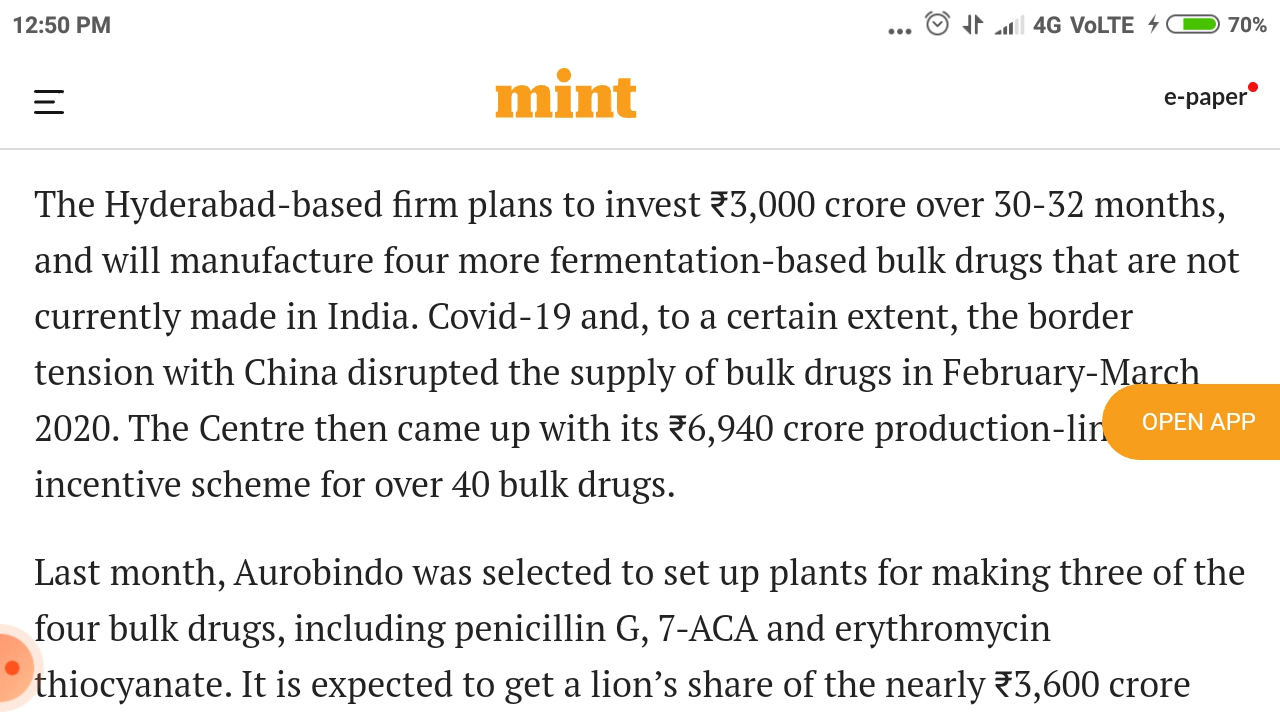 12:50 PM ... 4G VoLTE 70%
mint
e-paper
The Hyderabad-based firm plans to invest ₹3,000 crore over 30-32 months,
and will manufacture four more fermentation-based bulk drugs that are not
currently made in India. Covid-19 and, to a certain extent, the border
tension with China disrupted the supply of bulk drugs in February-March
2020. The Centre then came up with its ₹6,940 crore production-lin
OPEN APP
incentive scheme for over 40 bulk drugs.
Last month, Aurobindo was selected to set up plants for making three of the
four bulk drugs, including penicillin G, 7-ACA and erythromycin
thiocyanate. It is expected to get a lion’s share of the nearly ₹3,600 crore